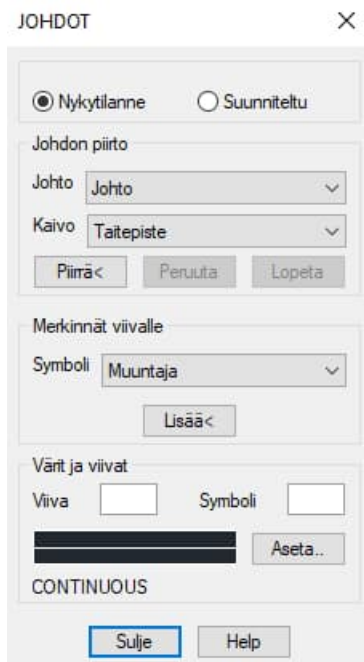 JOHDOT
Nykytilanne Suunniteltu
Johdon piirto
Johto Johto
Kaivo Taitepiste
Piirrä< Peruuta Lopeta
Merkinnät viivalle
Symboli Muuntaja
Lisää<
Värit ja viivat
Viiva Symboli
Aseta..
CONTINUOUS
Sulje Help